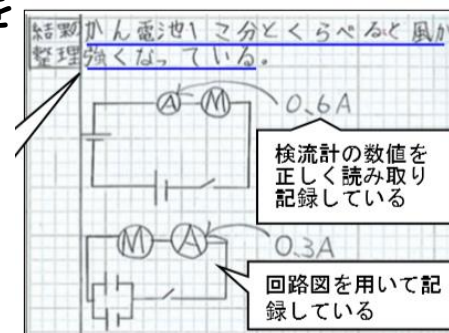 を
結果 かん電池1こ分とくらべると風が
整理 強くなっている。
A M 0.6A
検流計の数値を
正しく読み取り
記録している
M A 0.3A
回路図を用いて記
録している